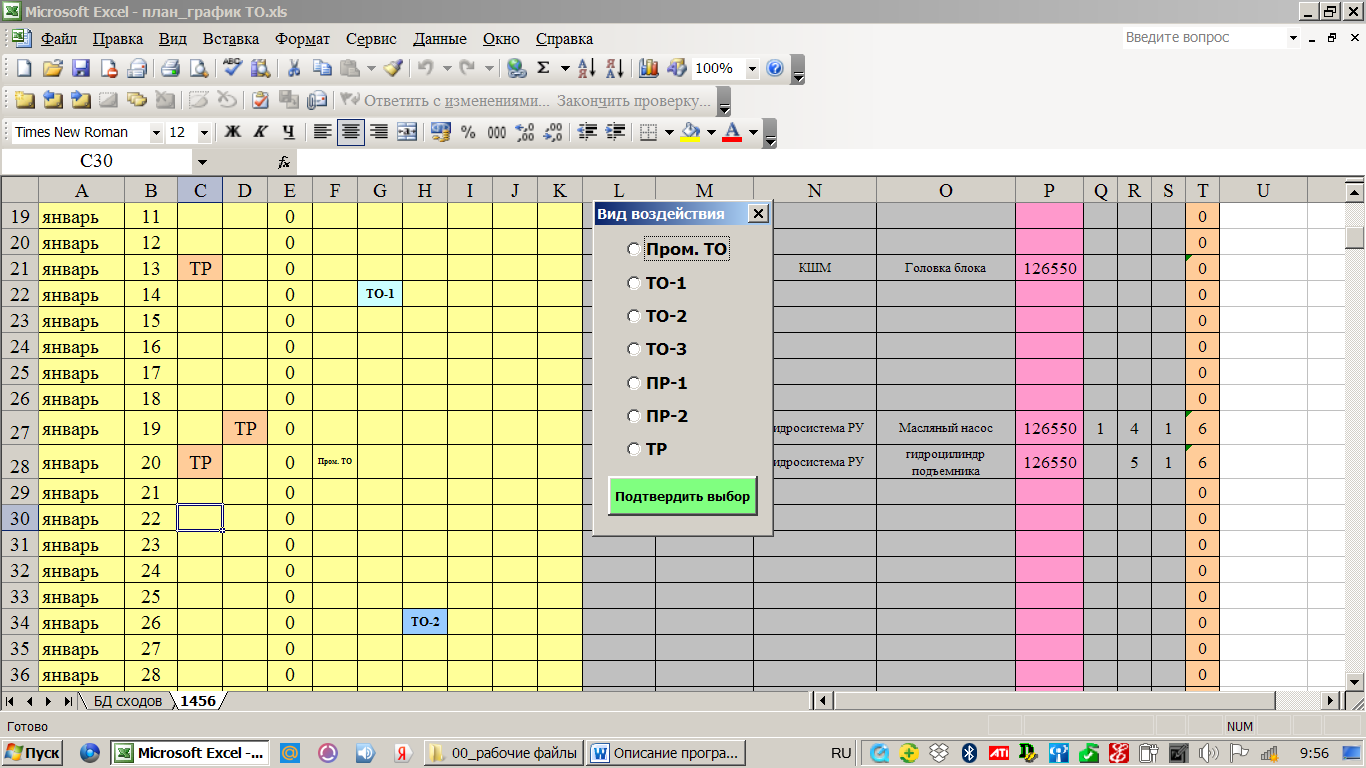 Microsoft Excel - план_график ТО.xls
Файл Правка Вид Вставка Формат Сервис Данные Окно Справка
Введите вопрос
100%
Ответить с изменениями... Закончить проверку...
Times New Roman 12 Ж К Ч % 000
C30 fx
A B C D E F G H I J K L M N O P Q R S T U
19 январь 11 0 0
20 январь 12 0 0
21 январь 13 ТР 0 КШМ Головка блока 126550 0
22 январь 14 0 ТО-1 0
23 январь 15 0 0
24 январь 16 0 0
25 январь 17 0 0
26 январь 18 0 0
27 январь 19 ТР 0 идросистема РУ Масляный насос 126550 1 4 1 6
28 январь 20 ТР 0 Пром. ТО идросистема РУ гидроцилиндр подъемника 126550 5 1 6
29 январь 21 0 0
30 январь 22 0 0
31 январь 23 0 0
32 январь 24 0 0
33 январь 25 0 0
34 январь 26 0 ТО-2 0
35 январь 27 0 0
36 январь 28 0 0
Вид воздействия
Пром. ТО
ТО-1
ТО-2
ТО-3
ПР-1
ПР-2
ТР
Подтвердить выбор
БД сходов 1456
Готово NUM
Пуск Microsoft Excel -... 00_рабочие файлы Описание програ... RU 9:56